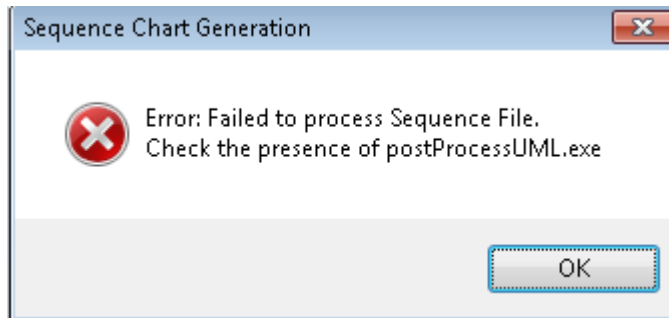 Sequence Chart Generation
Error: Failed to process Sequence File.
Check the presence of postProcessUML.exe
OK